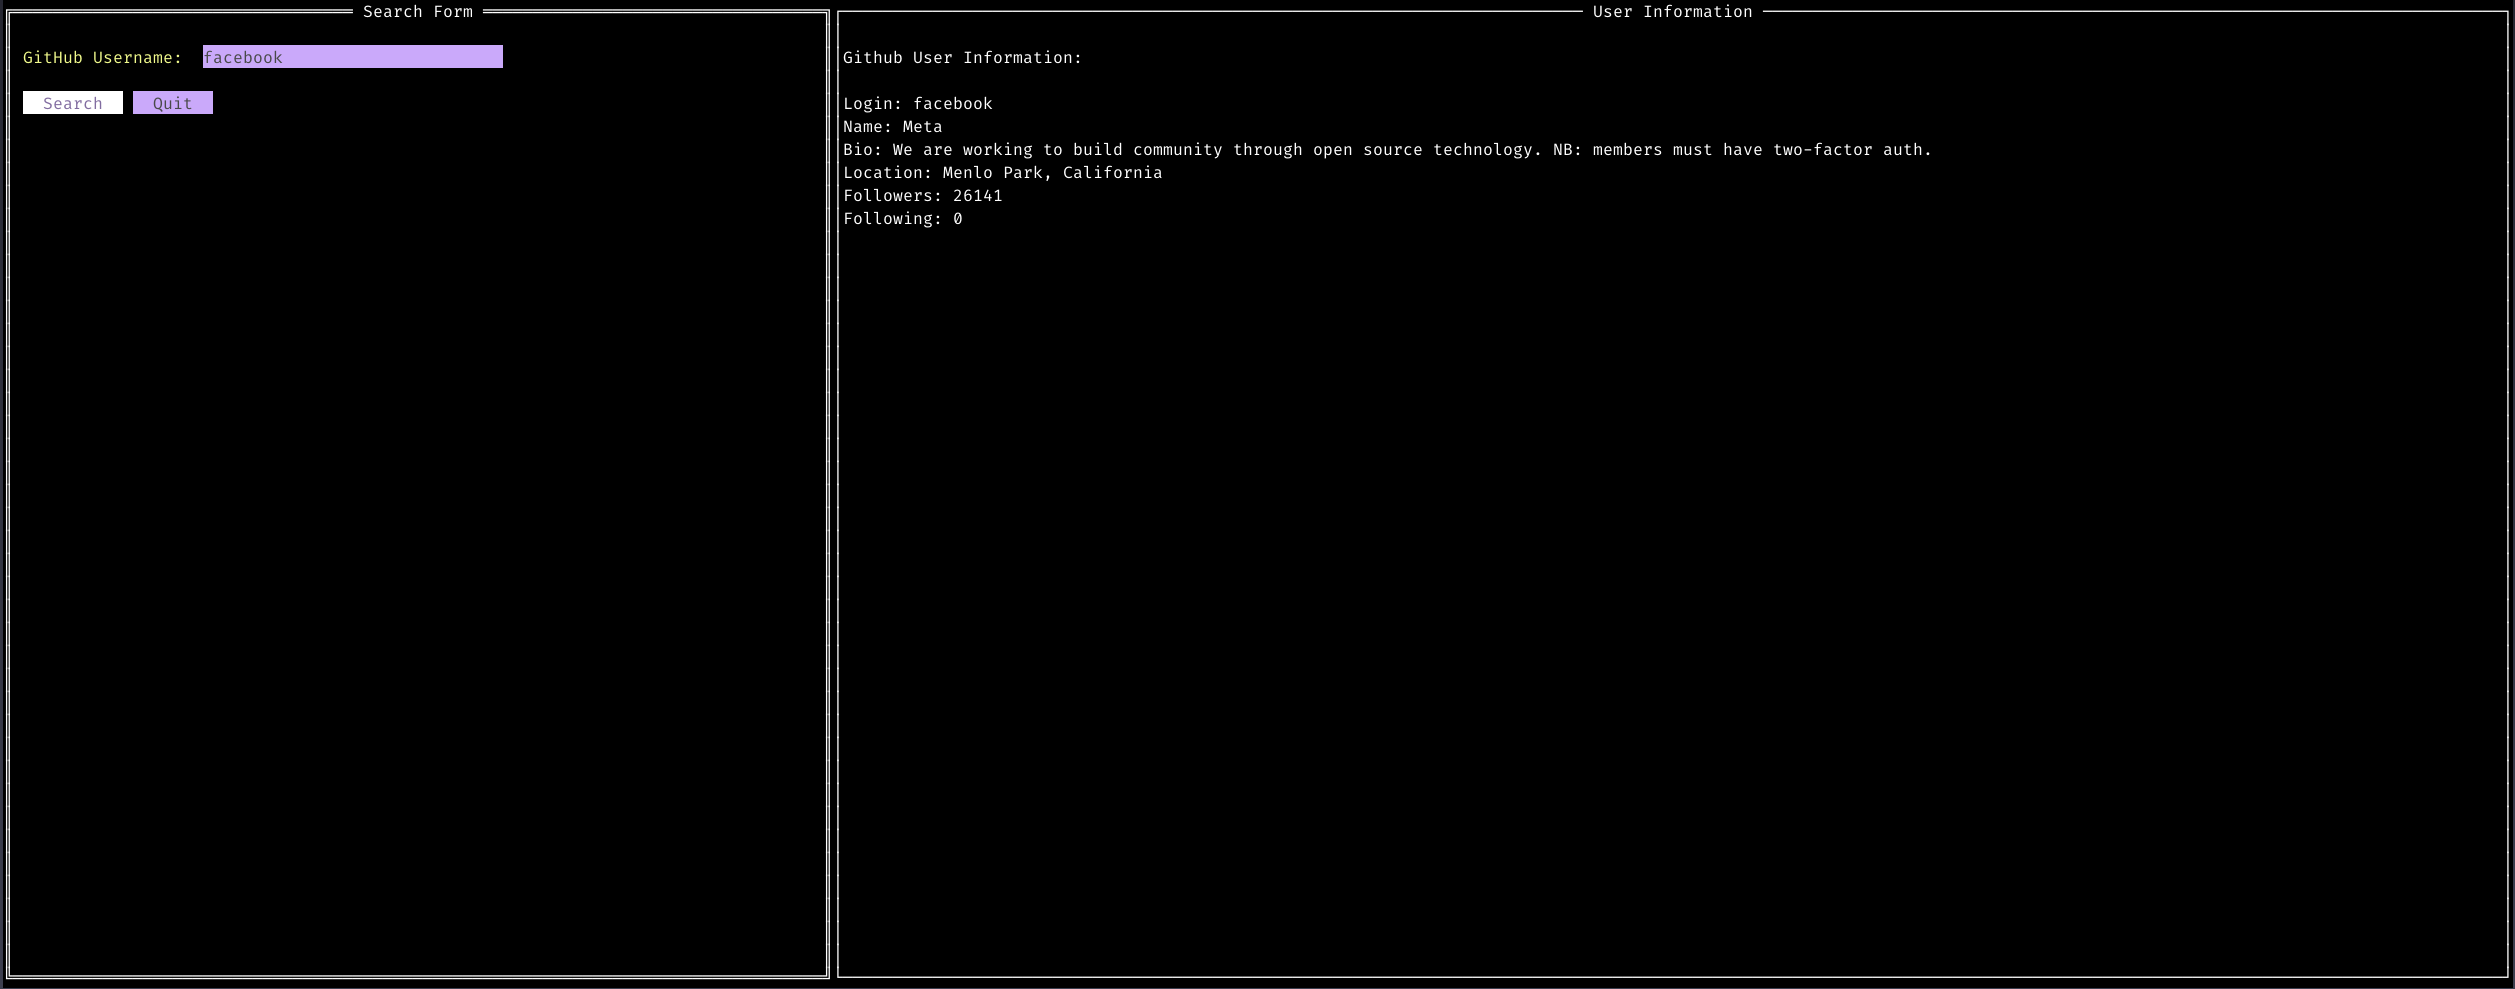 Search Form
GitHub Username: facebook
Search Quit
User Information
Github User Information:
Login: facebook
Name: Meta
Bio: We are working to build community through open source technology. NB: members must have two-factor auth.
Location: Menlo Park, California
Followers: 26141
Following: 0